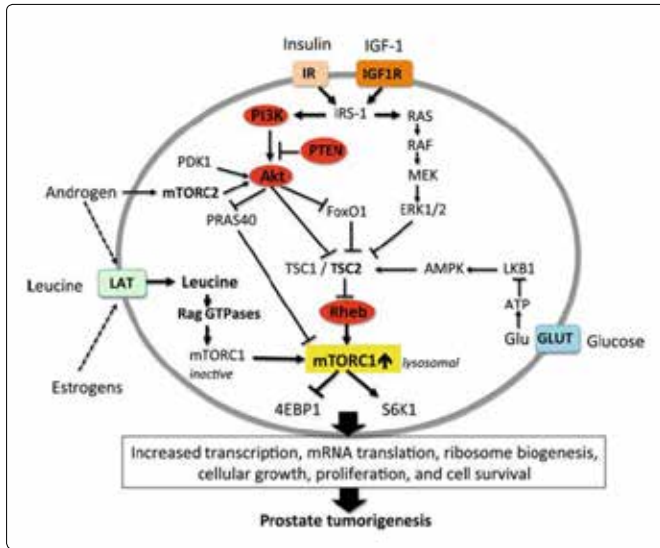 Insulin IGF-1
IR IGF1R
PI3K IRS-1 RAS
PTEN RAF
PDK1 Akt MEK
Androgen mTORC2 FoxO1 ERK1/2
PRAS40
TSC1 / TSC2 AMPK LKB1
Leucine LAT Leucine
ATP
Rag GTPases Rheb
Glu GLUT Glucose
mTORC1 mTORC1 lysosomal
inactive
Estrogens
4EBP1 S6K1
Increased transcription, mRNA translation, ribosome biogenesis,
cellular growth, proliferation, and cell survival
Prostate tumorigenesis